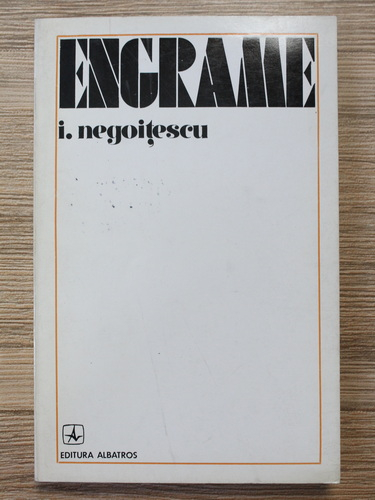 ENGRAME
i. negoițescu
EDITURA ALBATROS